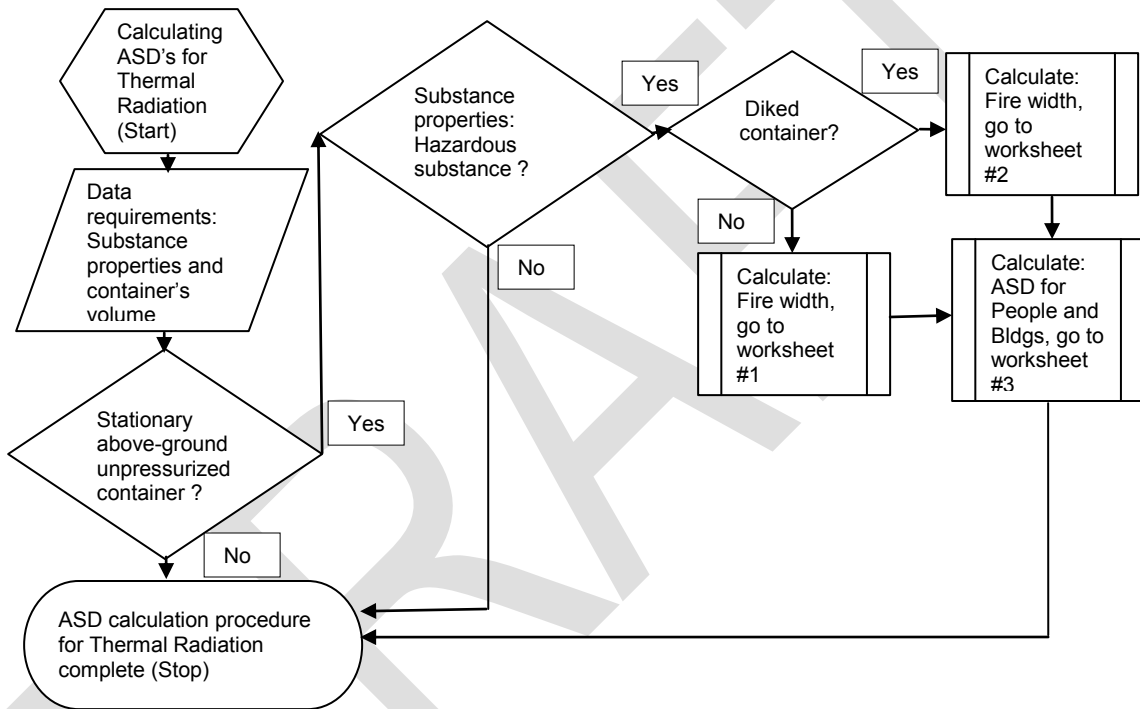 Calculating
ASD's for
Thermal
Radiation
(Start)
Data
requirements:
Substance
properties and
container's
volume
Stationary
above-ground
unpressurized
container ?
Yes
No
ASD calculation procedure
for Thermal Radiation
complete (Stop)
Substance
properties:
Hazardous
substance ?
Yes
No
Diked
container?
Yes
No
Calculate:
Fire width,
go to
worksheet
#2
Calculate:
Fire width,
go to
worksheet
#1
Calculate:
ASD for
People and
Bldgs, go to
worksheet
#3
DRAFT